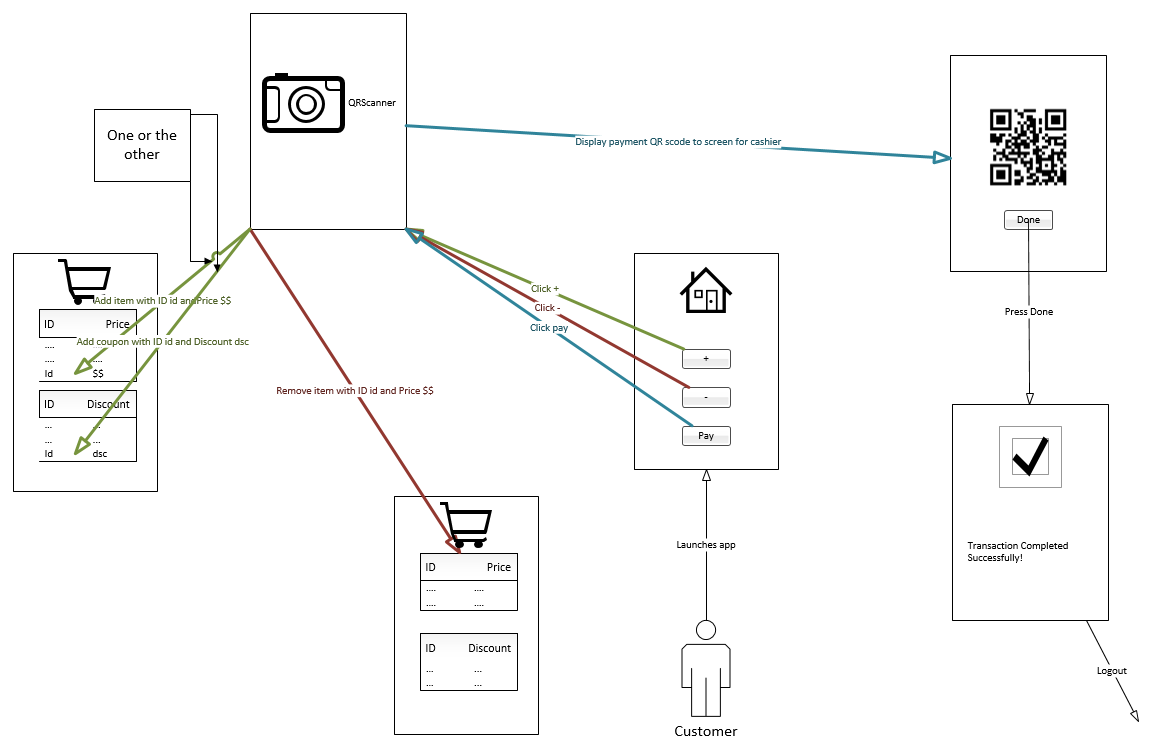 QRScanner
One or the
other
Display payment QR scode to screen for cashier
Done
Press Done
Add item with ID id and Price $$
ID Price
.... ....
.... ....
Id $$
Add coupon with ID id and Discount dsc
ID Discount
... ...
... ...
Id dsc
Click +
Click -
Click pay
+
-
Pay
Remove item with ID id and Price $$
ID Price
.... ....
.... ....
ID Discount
... ...
... ...
Launches app
Customer
Transaction Completed
Successfully!
Logout